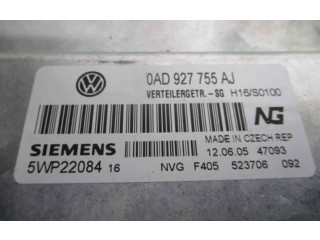 0AD 927 755 AJ
VERTEILERGETR.-SG H16/S0100
NG
MADE IN CZECH REP
SIEMENS 12.06.05 47093
5WP22084 16 NVG F405 523706 092